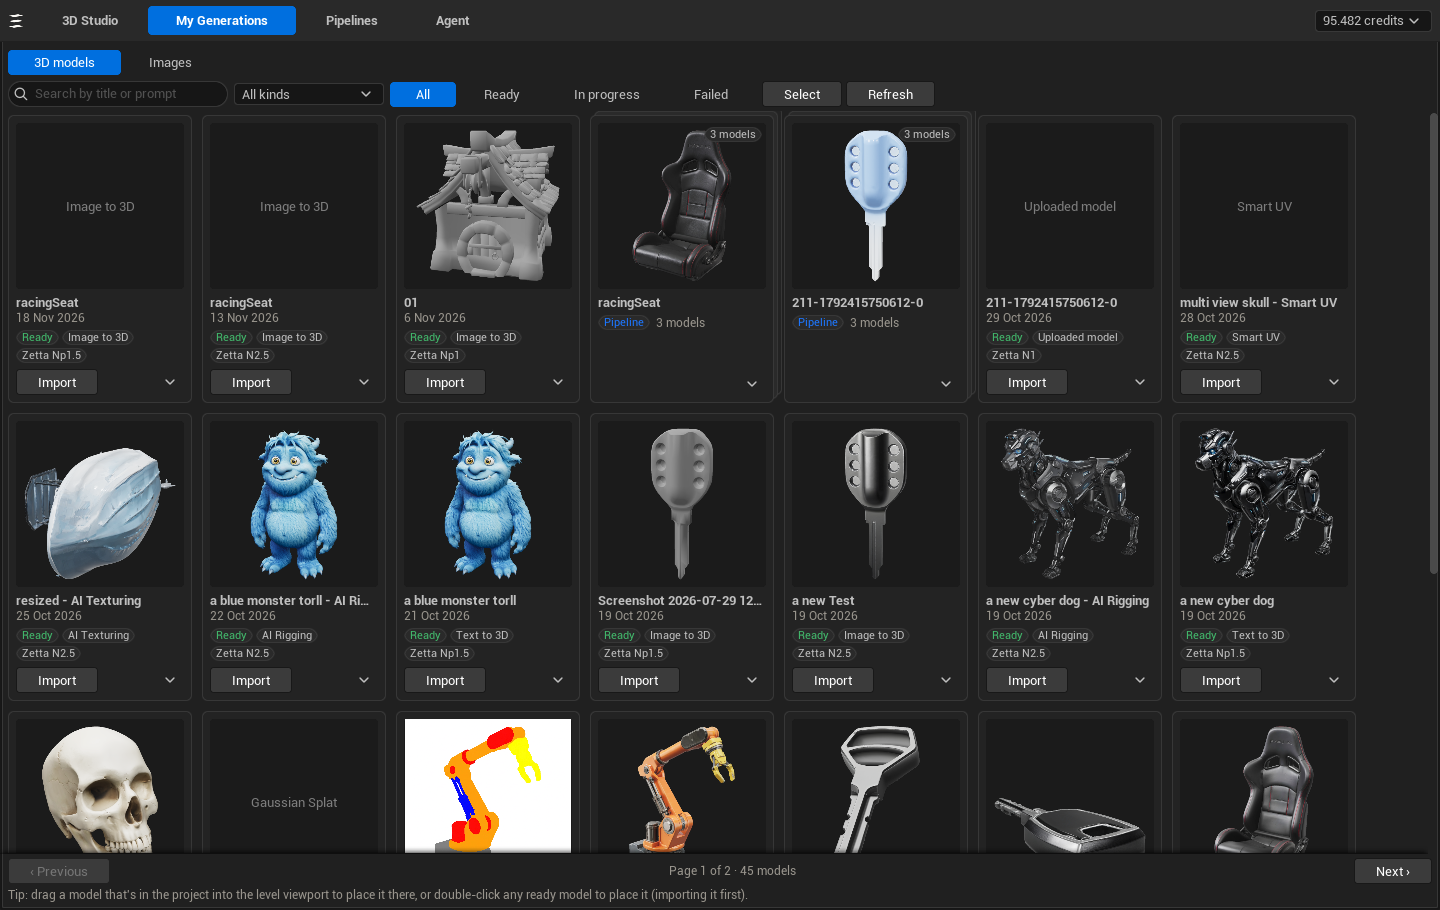 3D Studio
My Generations
Pipelines
Agent
95.482 credits
3D models
Images
Search by title or prompt
All kinds
All
Ready
In progress
Failed
Select
Refresh
Image to 3D
racingSeat
18 Nov 2026
Ready Image to 3D
Zetta Np1.5
Import
Image to 3D
racingSeat
13 Nov 2026
Ready Image to 3D
Zetta N2.5
Import
01
6 Nov 2026
Ready Image to 3D
Zetta Np1
Import
3 models
racingSeat
Pipeline 3 models
3 models
211-1792415750612-0
Pipeline 3 models
Uploaded model
211-1792415750612-0
29 Oct 2026
Ready Uploaded model
Zetta N1
Import
Smart UV
multi view skull - Smart UV
28 Oct 2026
Ready Smart UV
Zetta N2.5
Import
resized - AI Texturing
25 Oct 2026
Ready AI Texturing
Zetta N2.5
Import
a blue monster torll - AI Ri...
22 Oct 2026
Ready AI Rigging
Zetta N2.5
Import
a blue monster torll
21 Oct 2026
Ready Text to 3D
Zetta Np1.5
Import
Screenshot 2026-07-29 12...
19 Oct 2026
Ready Image to 3D
Zetta Np1.5
Import
a new Test
19 Oct 2026
Ready Image to 3D
Zetta N2.5
Import
a new cyber dog - AI Rigging
19 Oct 2026
Ready AI Rigging
Zetta N2.5
Import
a new cyber dog
19 Oct 2026
Ready Text to 3D
Zetta Np1.5
Import
Gaussian Splat
‹ Previous
Page 1 of 2 · 45 models
Next ›
Tip: drag a model that's in the project into the level viewport to place it there, or double-click any ready model to place it (importing it first).